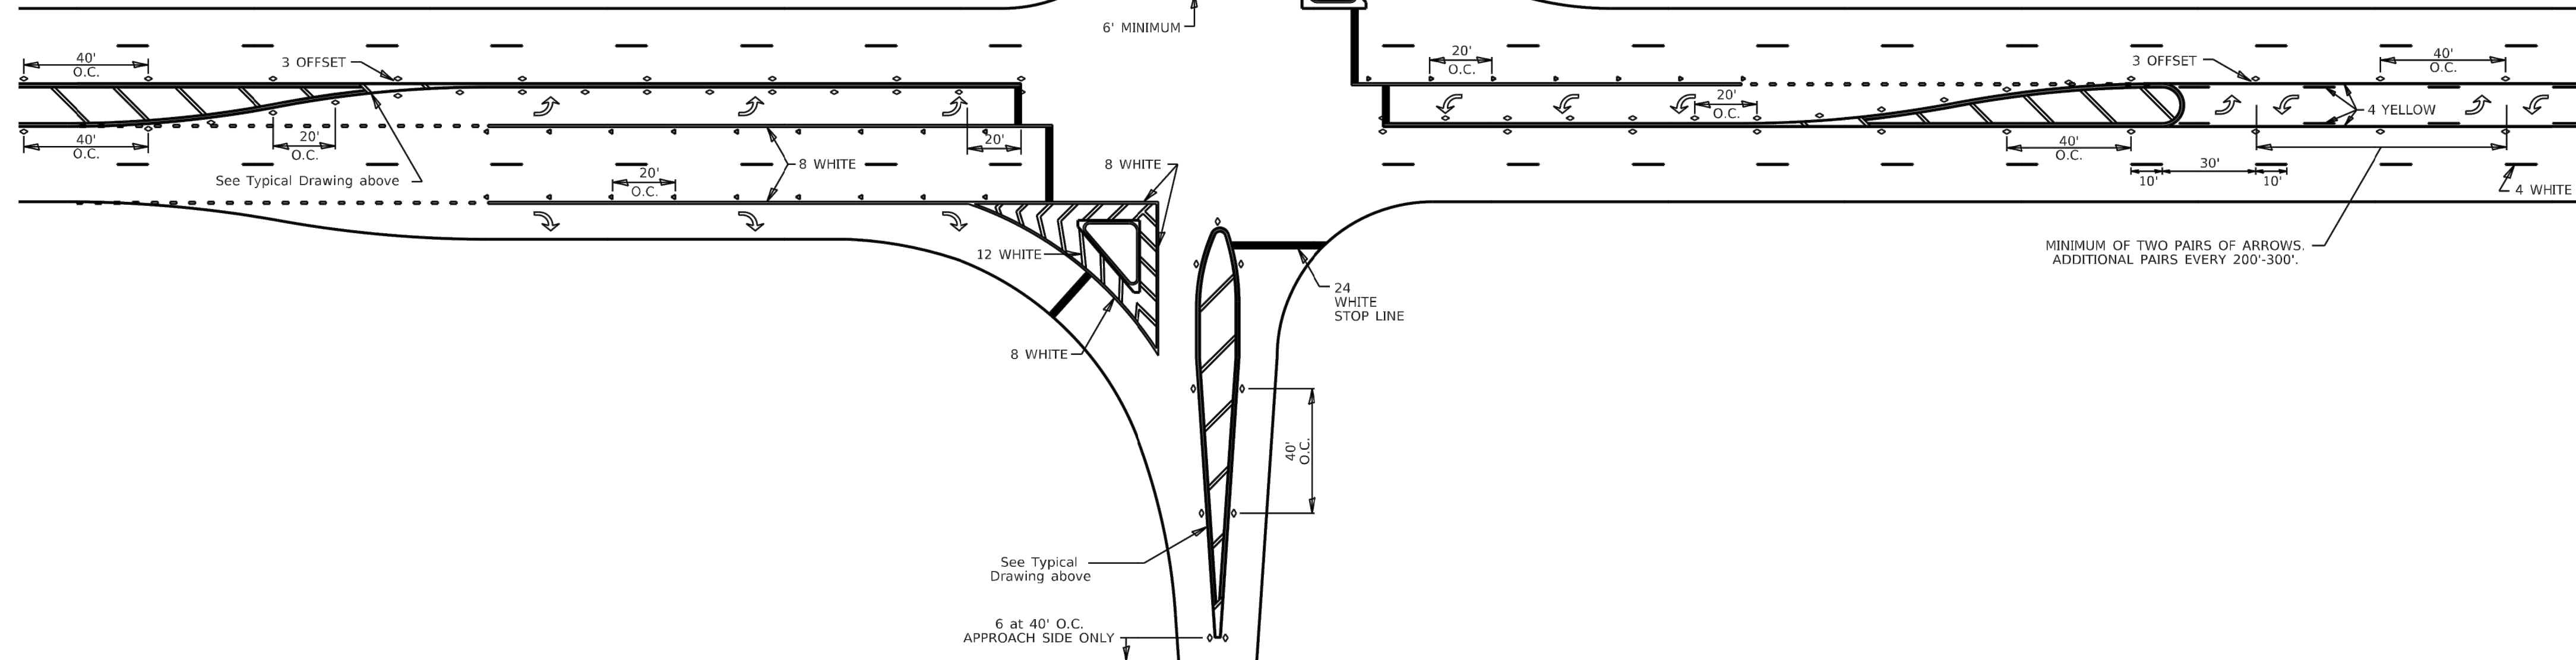 6' MINIMUM
40'
O.C.
3 OFFSET
20'
O.C.
3 OFFSET
40'
O.C.
20'
O.C.
4 YELLOW
40'
O.C.
20'
O.C.
20'
8 WHITE
8 WHITE
40'
O.C.
30'
10'
10'
See Typical Drawing above
20'
O.C.
4 WHITE
12 WHITE
MINIMUM OF TWO PAIRS OF ARROWS.
ADDITIONAL PAIRS EVERY 200'-300'.
24
WHITE
STOP LINE
8 WHITE
40'
O.C.
See Typical
Drawing above
6 at 40' O.C.
APPROACH SIDE ONLY